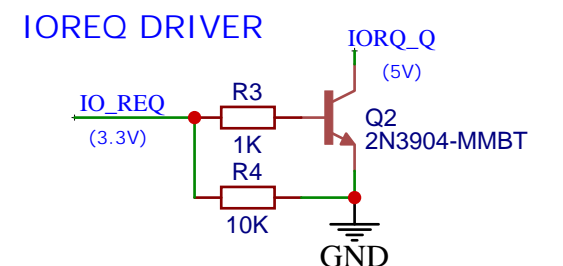 IOREQ DRIVER
IORQ_Q
(5V)
IO_REQ
(3.3V)
R3
1K
Q2
2N3904-MMBT
R4
10K
GND